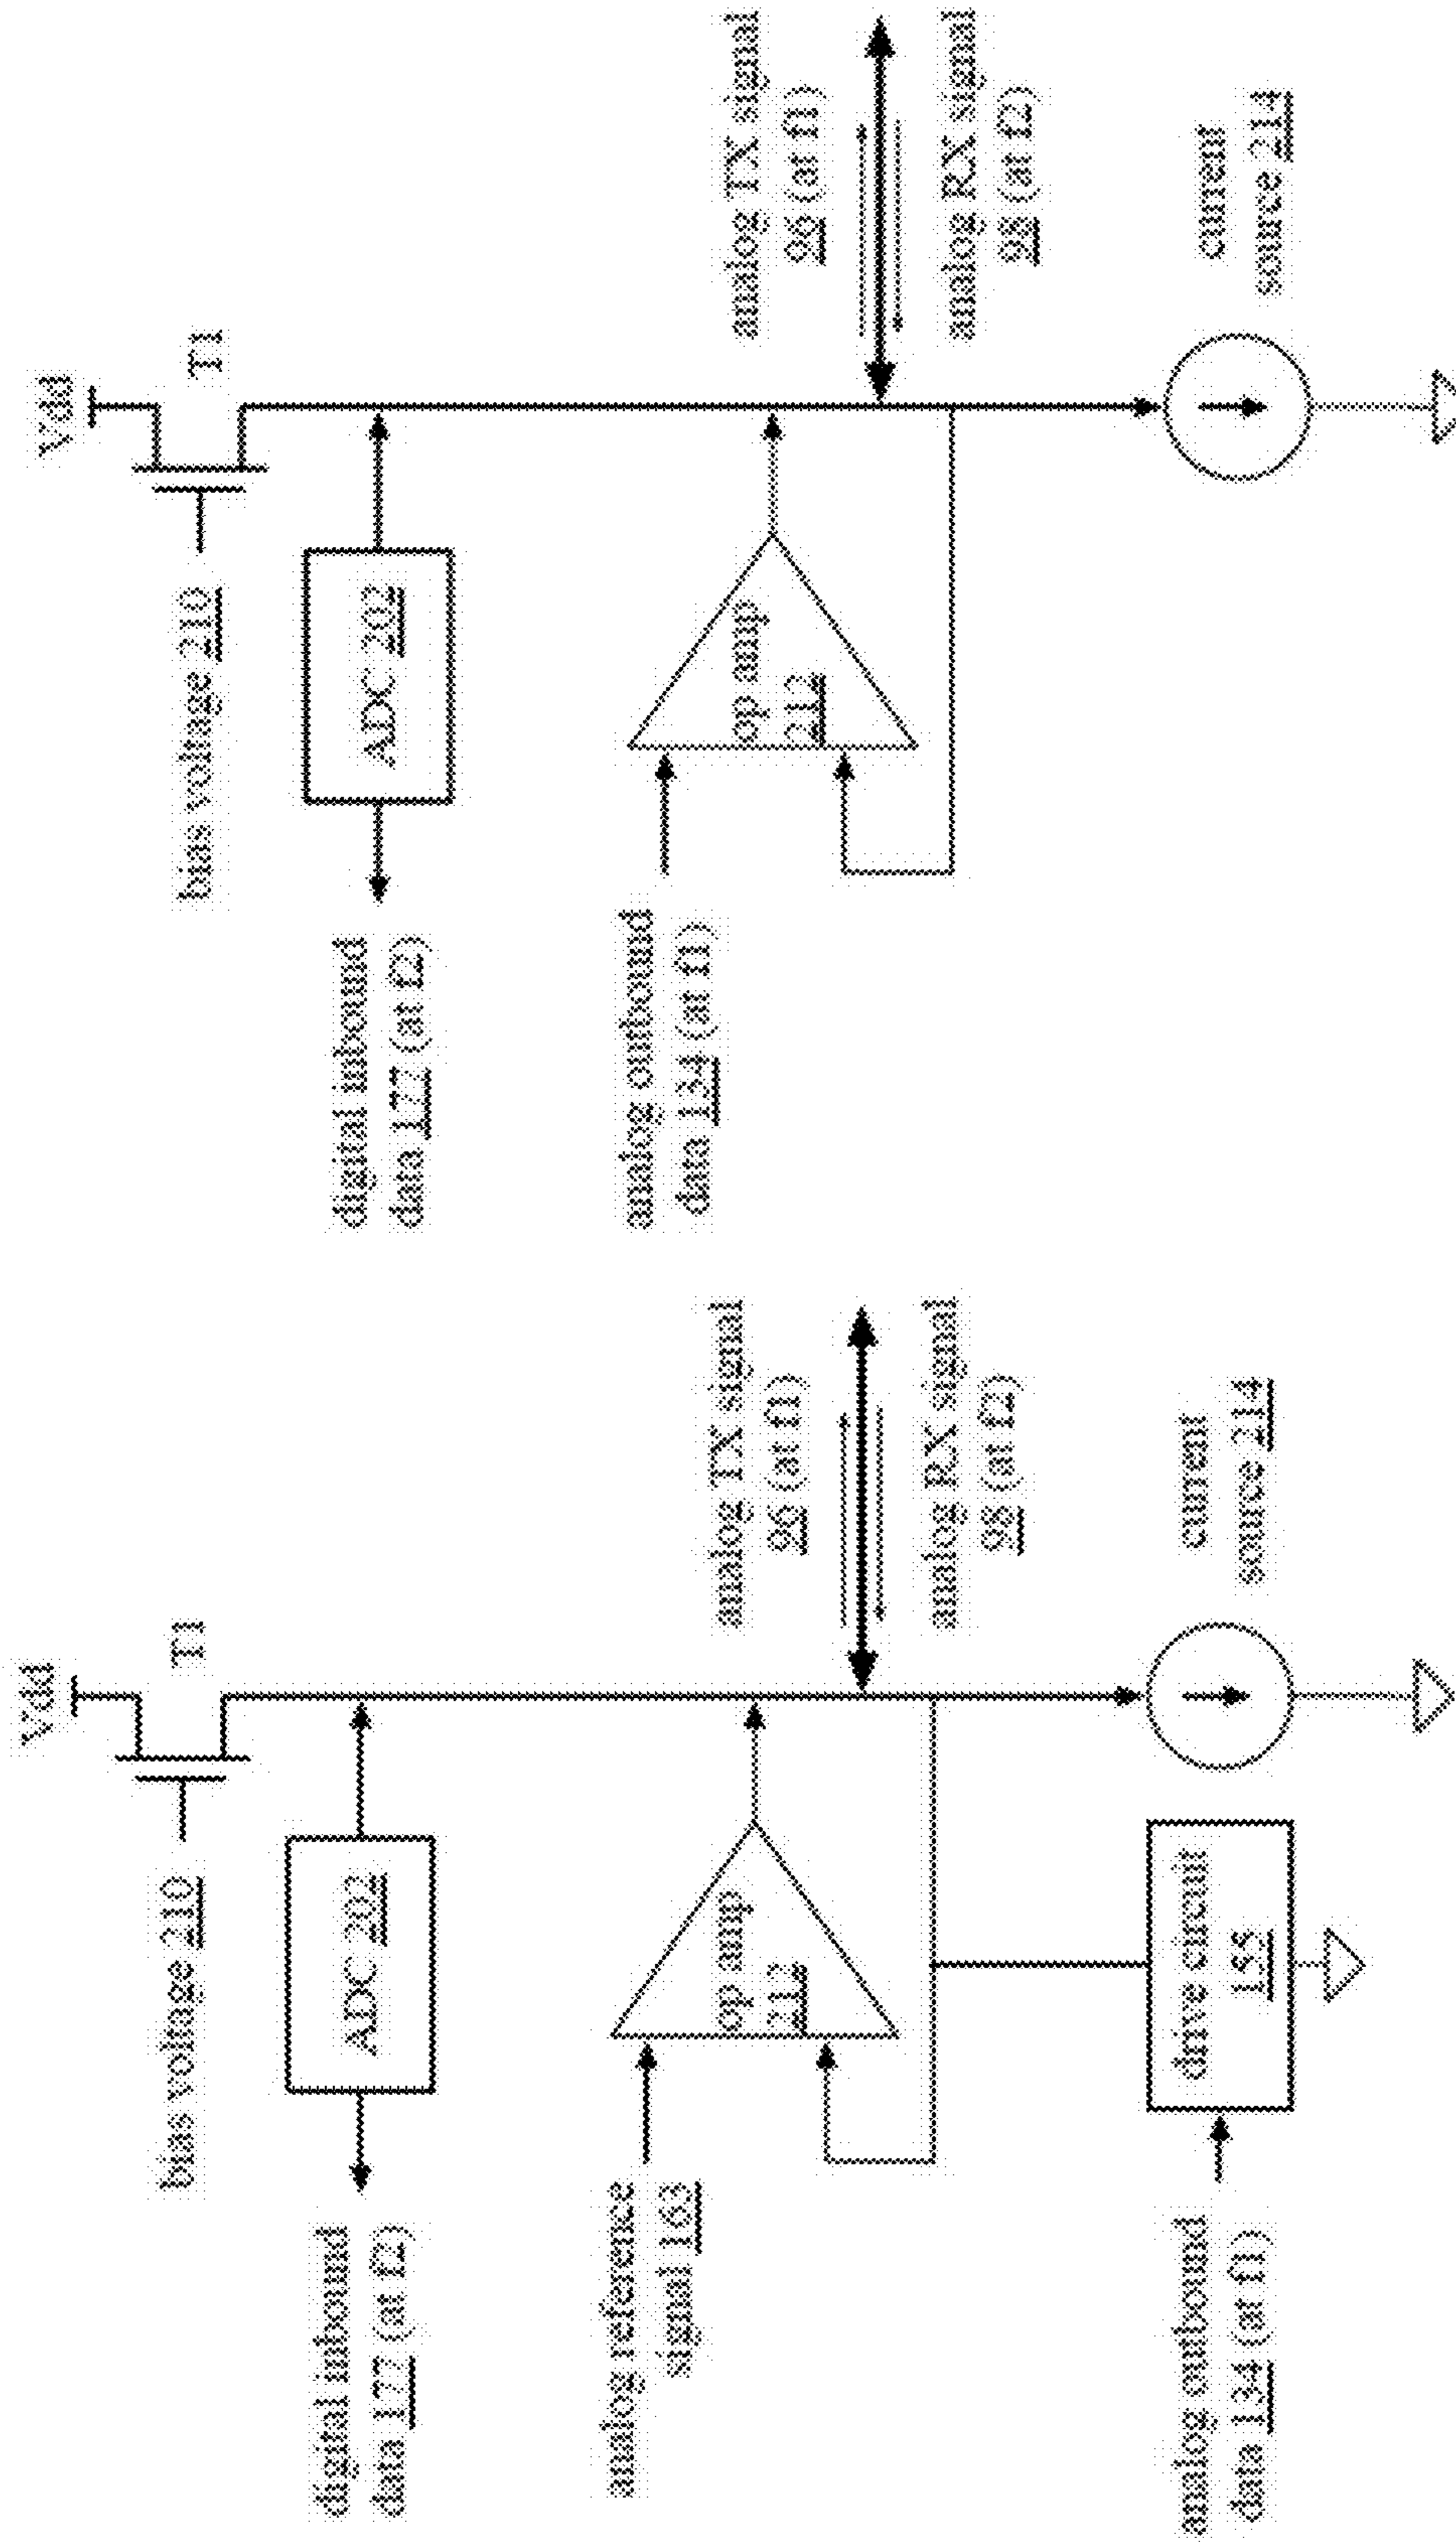 Vdd
T1
bias voltage 210
digital inbound
data 177 (at f2)
ADC 202
analog reference
signal 163
op amp
212
analog TX signal
96 (at f1)
analog RX signal
98 (at f2)
analog outbound
data 134 (at f1)
drive circuit
155
current
source 214
Vdd
T1
bias voltage 210
digital inbound
data 177 (at f2)
ADC 202
analog outbound
data 134 (at f1)
op amp
212
analog TX signal
96 (at f1)
analog RX signal
98 (at f2)
current
source 214